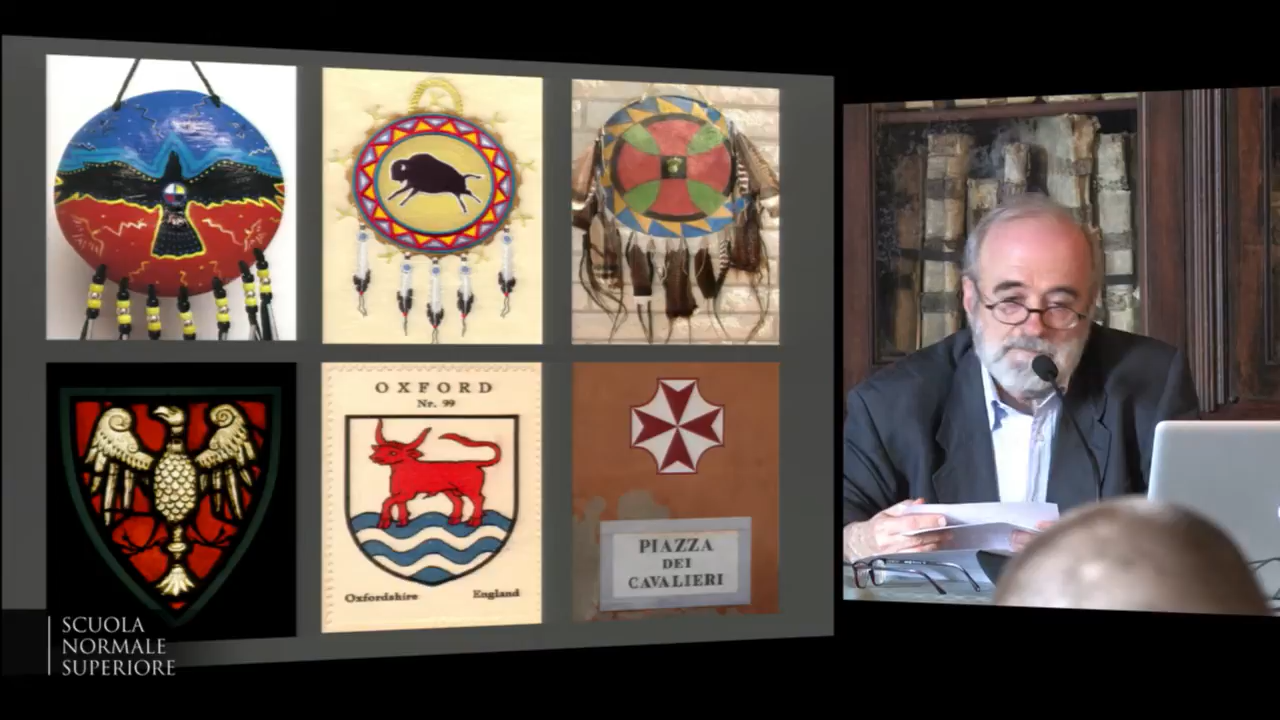 OXFORD
Nr. 99
Oxfordshire England
PIAZZA
DEI
CAVALIERI
SCUOLA
NORMALE
SUPERIORE